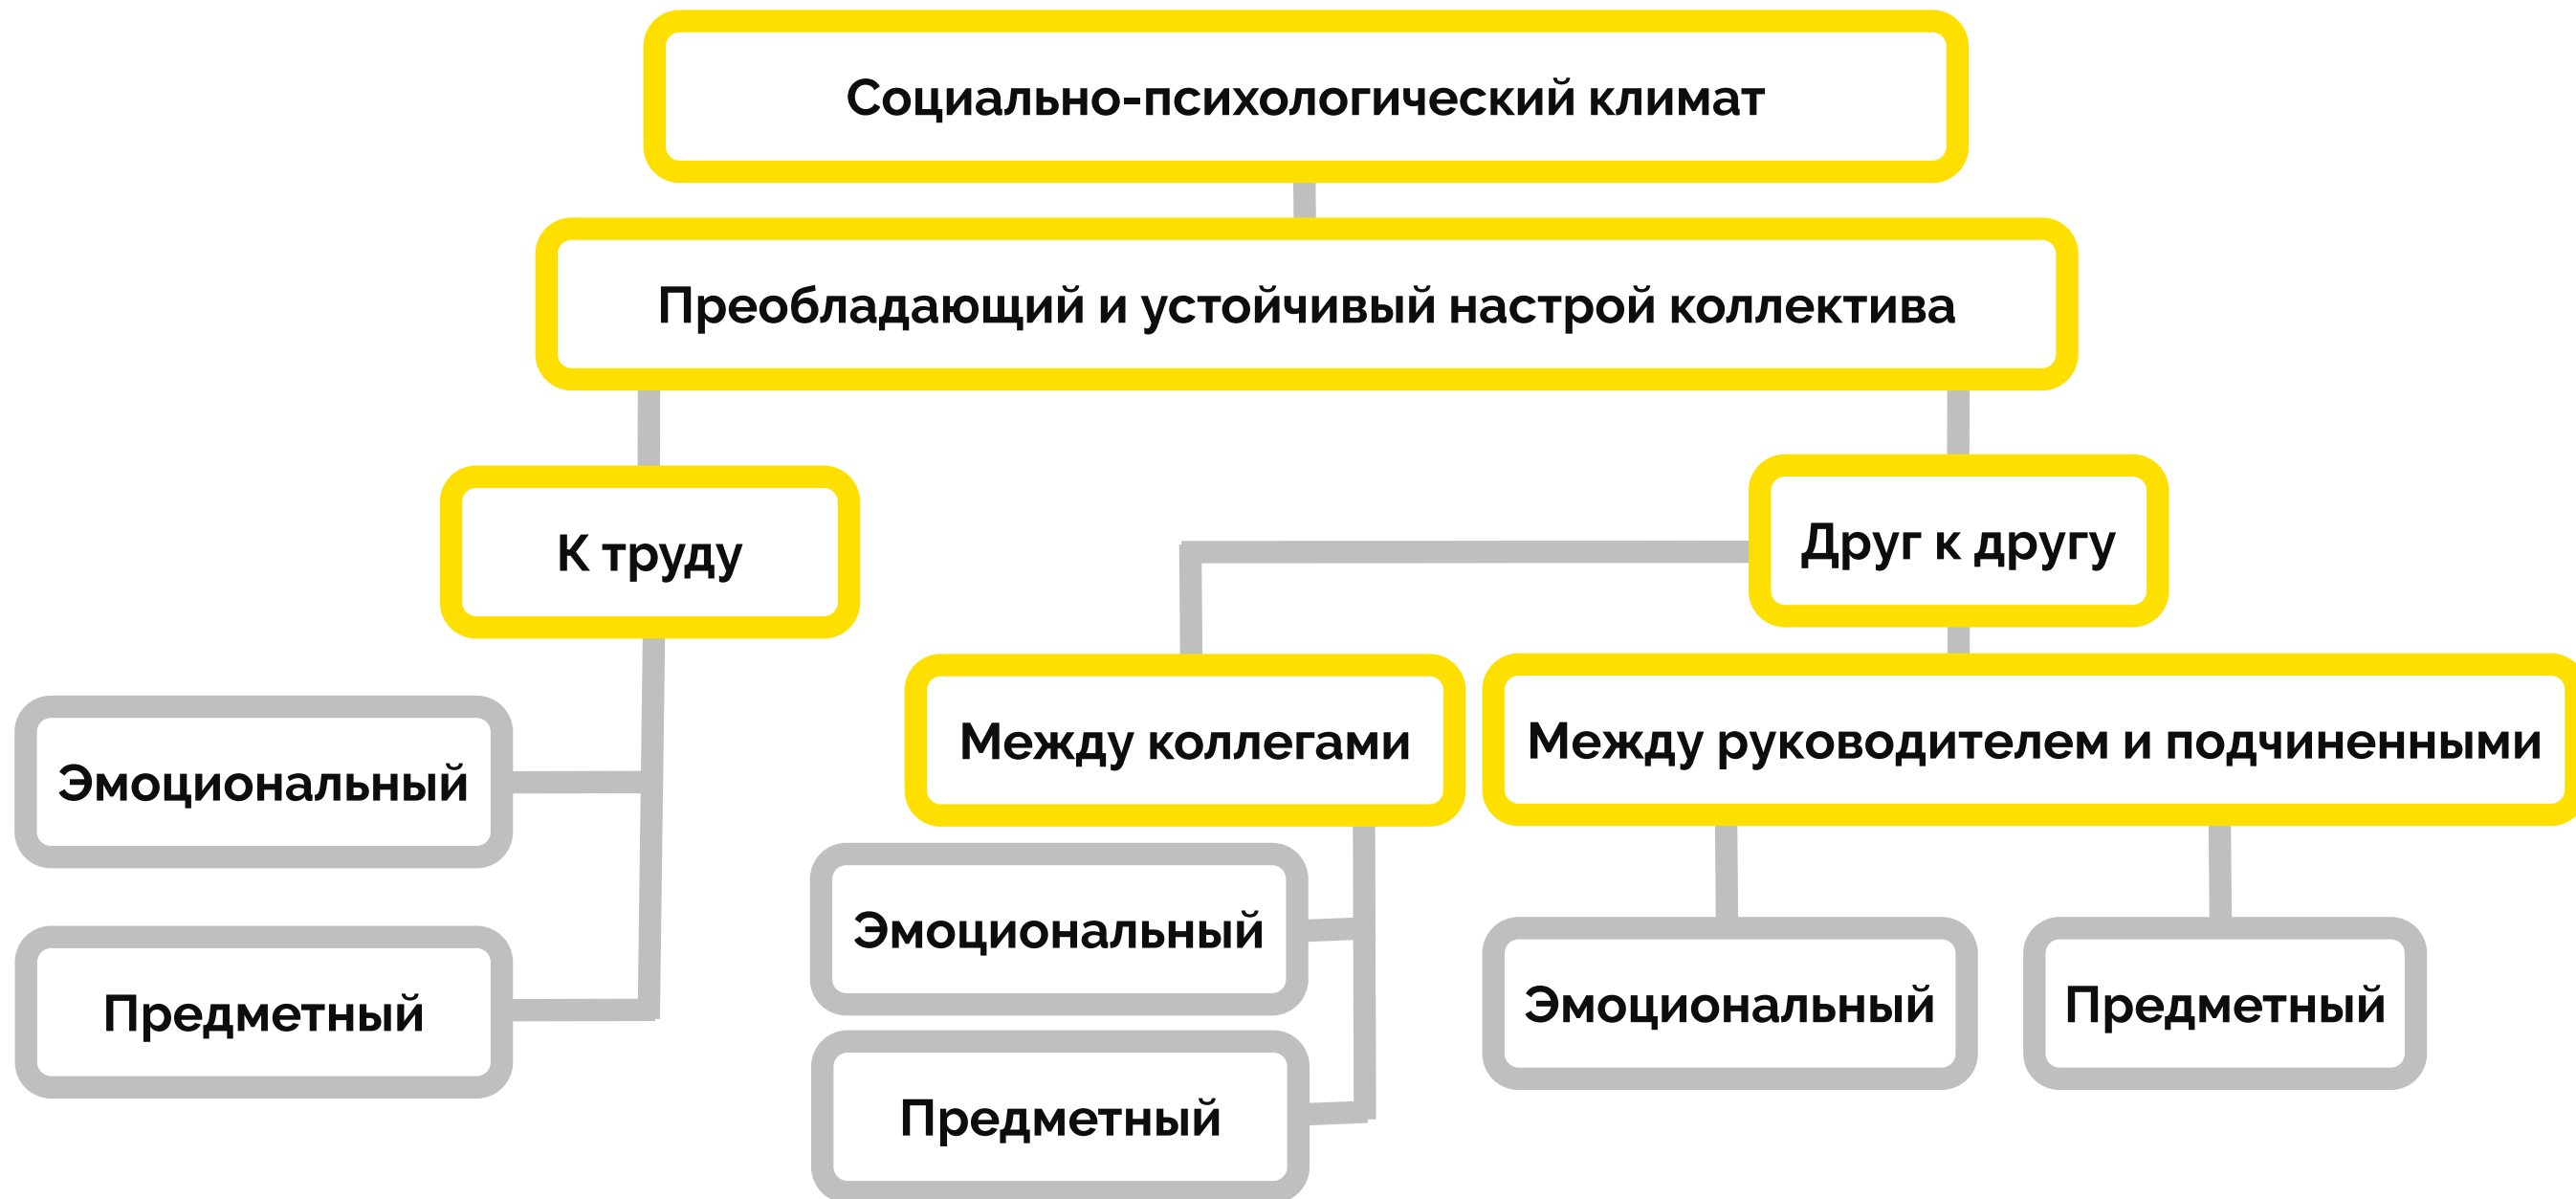 Социально-психологический климат
Преобладающий и устойчивый настрой коллектива
К труду
Друг к другу
Между коллегами
Между руководителем и подчиненными
Эмоциональный
Предметный
Эмоциональный
Предметный
Эмоциональный
Предметный